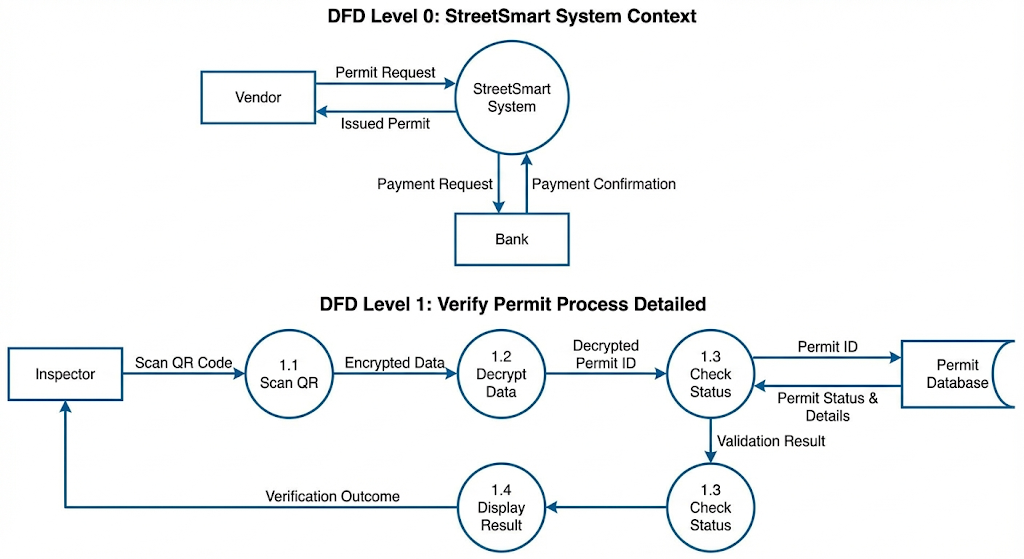 DFD Level 0: StreetSmart System Context
Permit Request
Vendor
StreetSmart
System
Issued Permit
Payment Request
Payment Confirmation
Bank
DFD Level 1: Verify Permit Process Detailed
Inspector
Scan QR Code
1.1
Scan QR
Encrypted Data
1.2
Decrypt
Data
Decrypted
Permit ID
1.3
Check
Status
Permit ID
Permit Status &
Details
Permit
Database
Validation Result
1.3
Check
Status
1.4
Display
Result
Verification Outcome